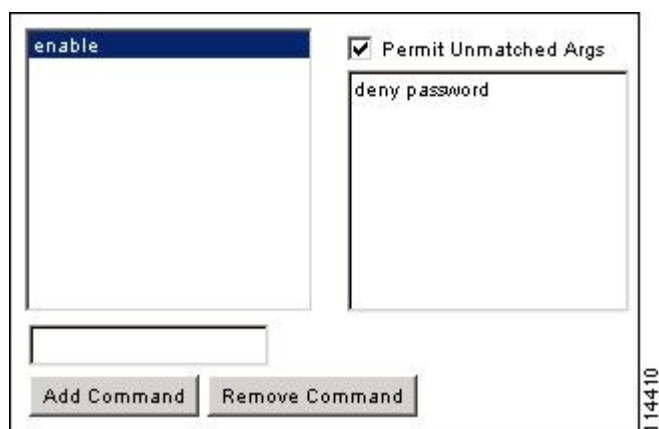 enable
Permit Unmatched Args
deny password
Add Command
Remove Command
114410